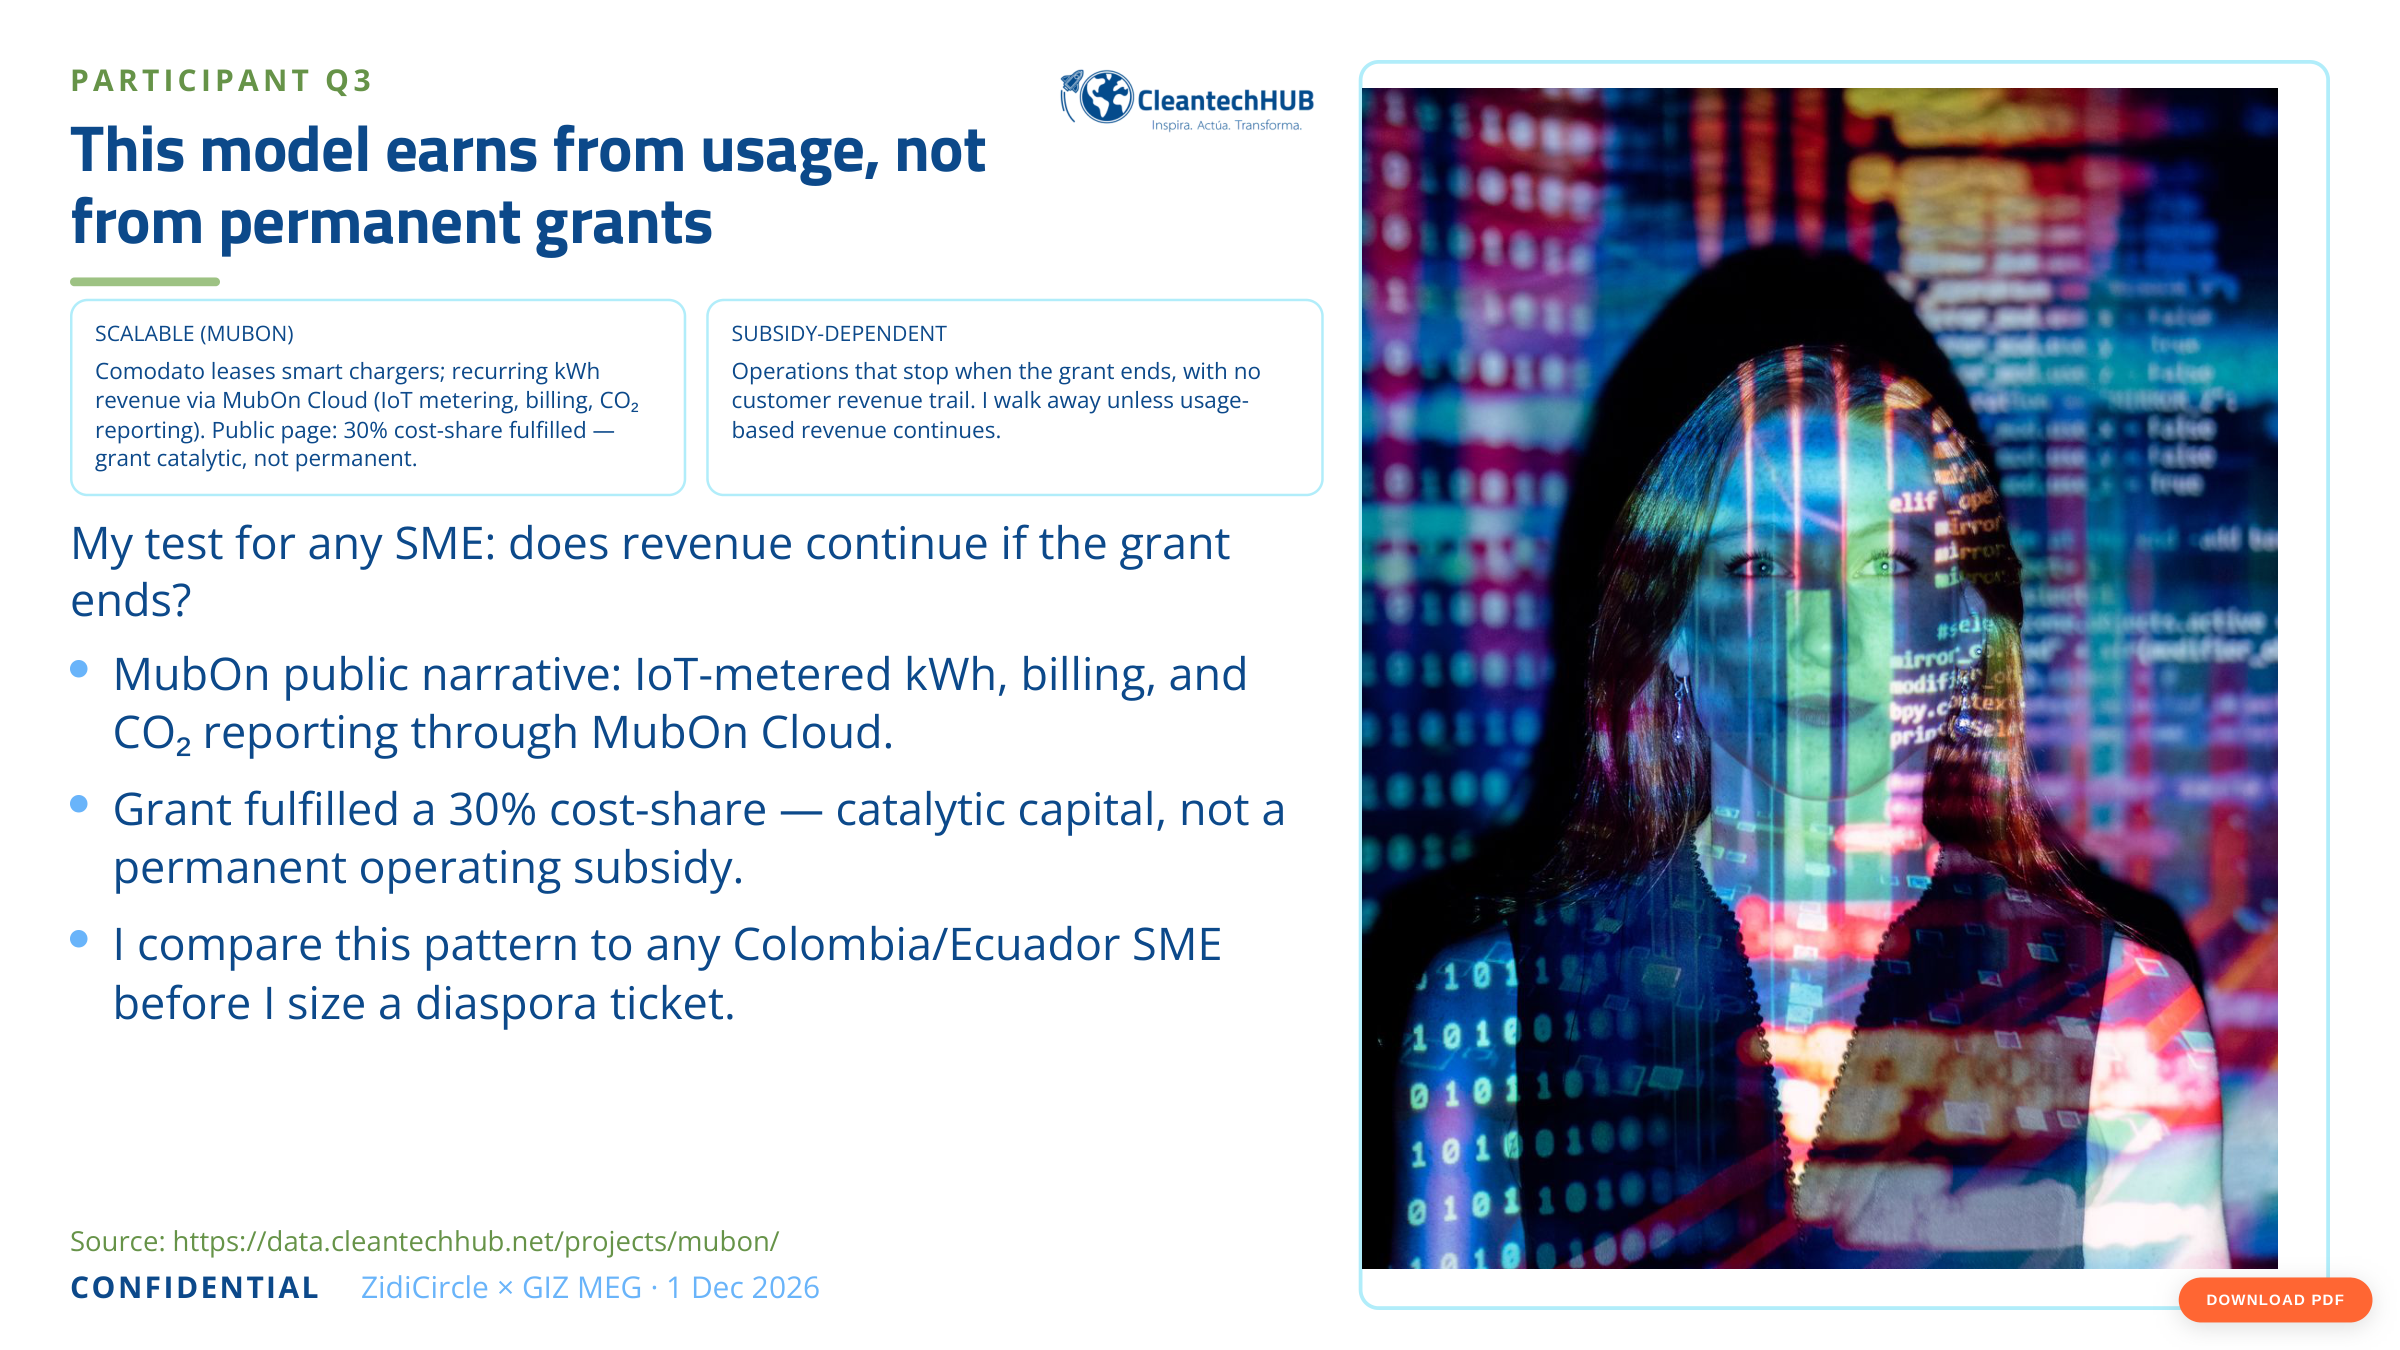 PARTICIPANT Q3
CleantechHUB
Inspira. Actúa. Transforma.
This model earns from usage, not
from permanent grants
SCALABLE (MUBON)
Comodato leases smart chargers; recurring kWh
revenue via MubOn Cloud (IoT metering, billing, CO₂
reporting). Public page: 30% cost-share fulfilled —
grant catalytic, not permanent.
SUBSIDY-DEPENDENT
Operations that stop when the grant ends, with no
customer revenue trail. I walk away unless usage-
based revenue continues.
My test for any SME: does revenue continue if the grant
ends?
MubOn public narrative: IoT-metered kWh, billing, and
CO₂ reporting through MubOn Cloud.
Grant fulfilled a 30% cost-share — catalytic capital, not a
permanent operating subsidy.
I compare this pattern to any Colombia/Ecuador SME
before I size a diaspora ticket.
Source: https://data.cleantechhub.net/projects/mubon/
CONFIDENTIAL ZidiCircle × GIZ MEG · 1 Dec 2026
elif
DOWNLOAD PDF